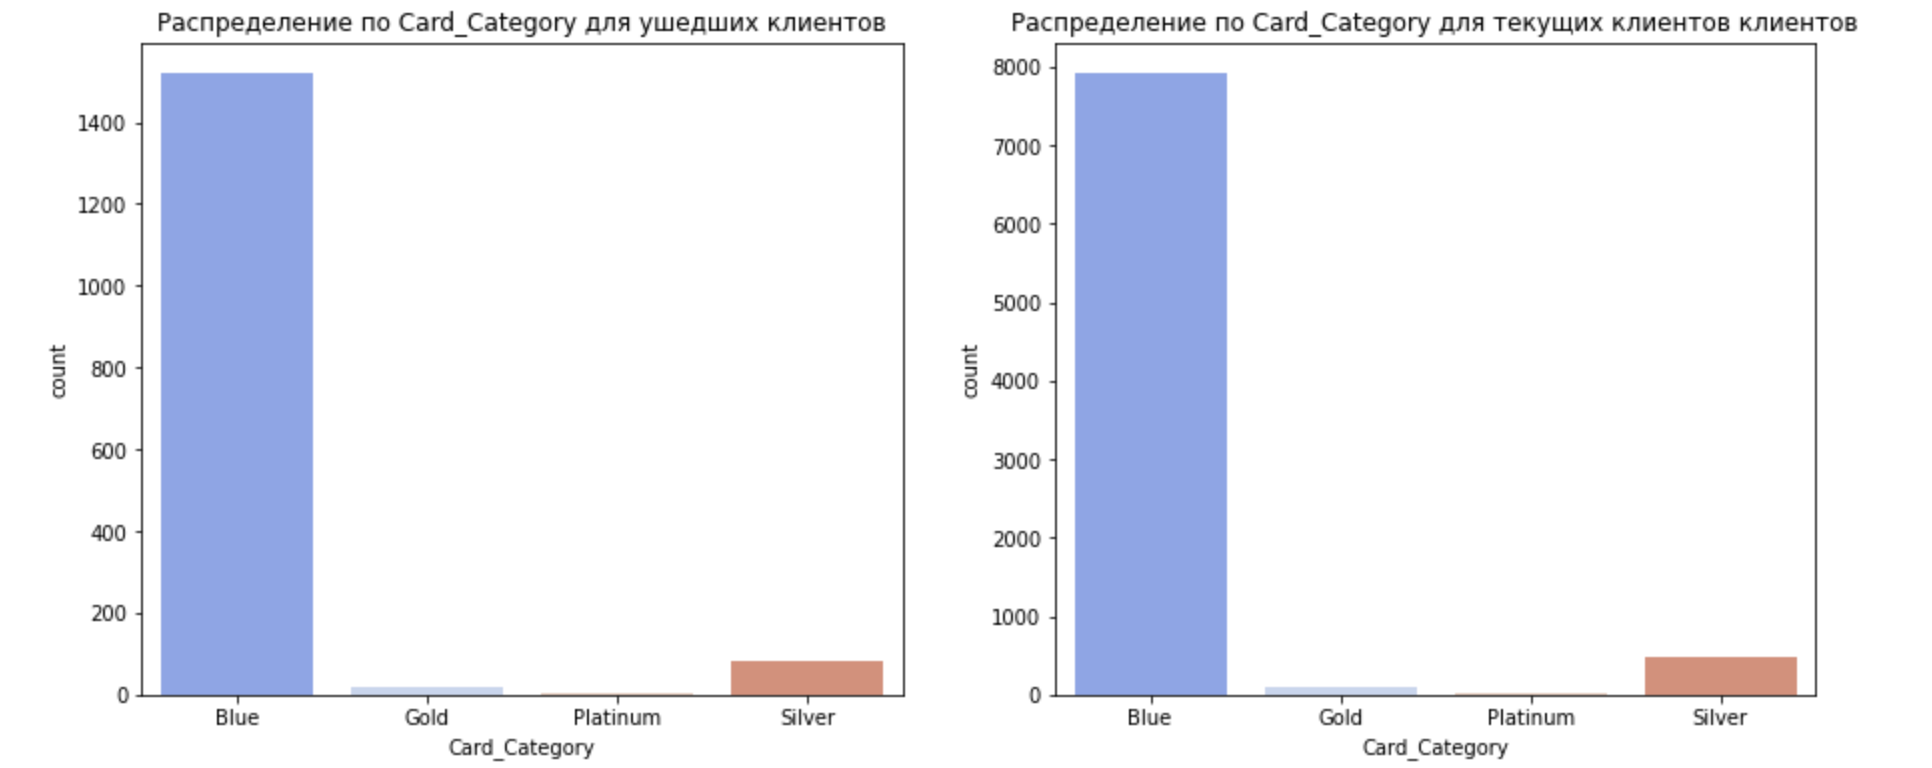 Распределение по Card_Category для ушедших клиентов
1400
1200
1000
800
600
400
200
0
count
Blue Gold Platinum Silver
Card_Category
Распределение по Card_Category для текущих клиентов клиентов
8000
7000
6000
5000
4000
3000
2000
1000
0
count
Blue Gold Platinum Silver
Card_Category